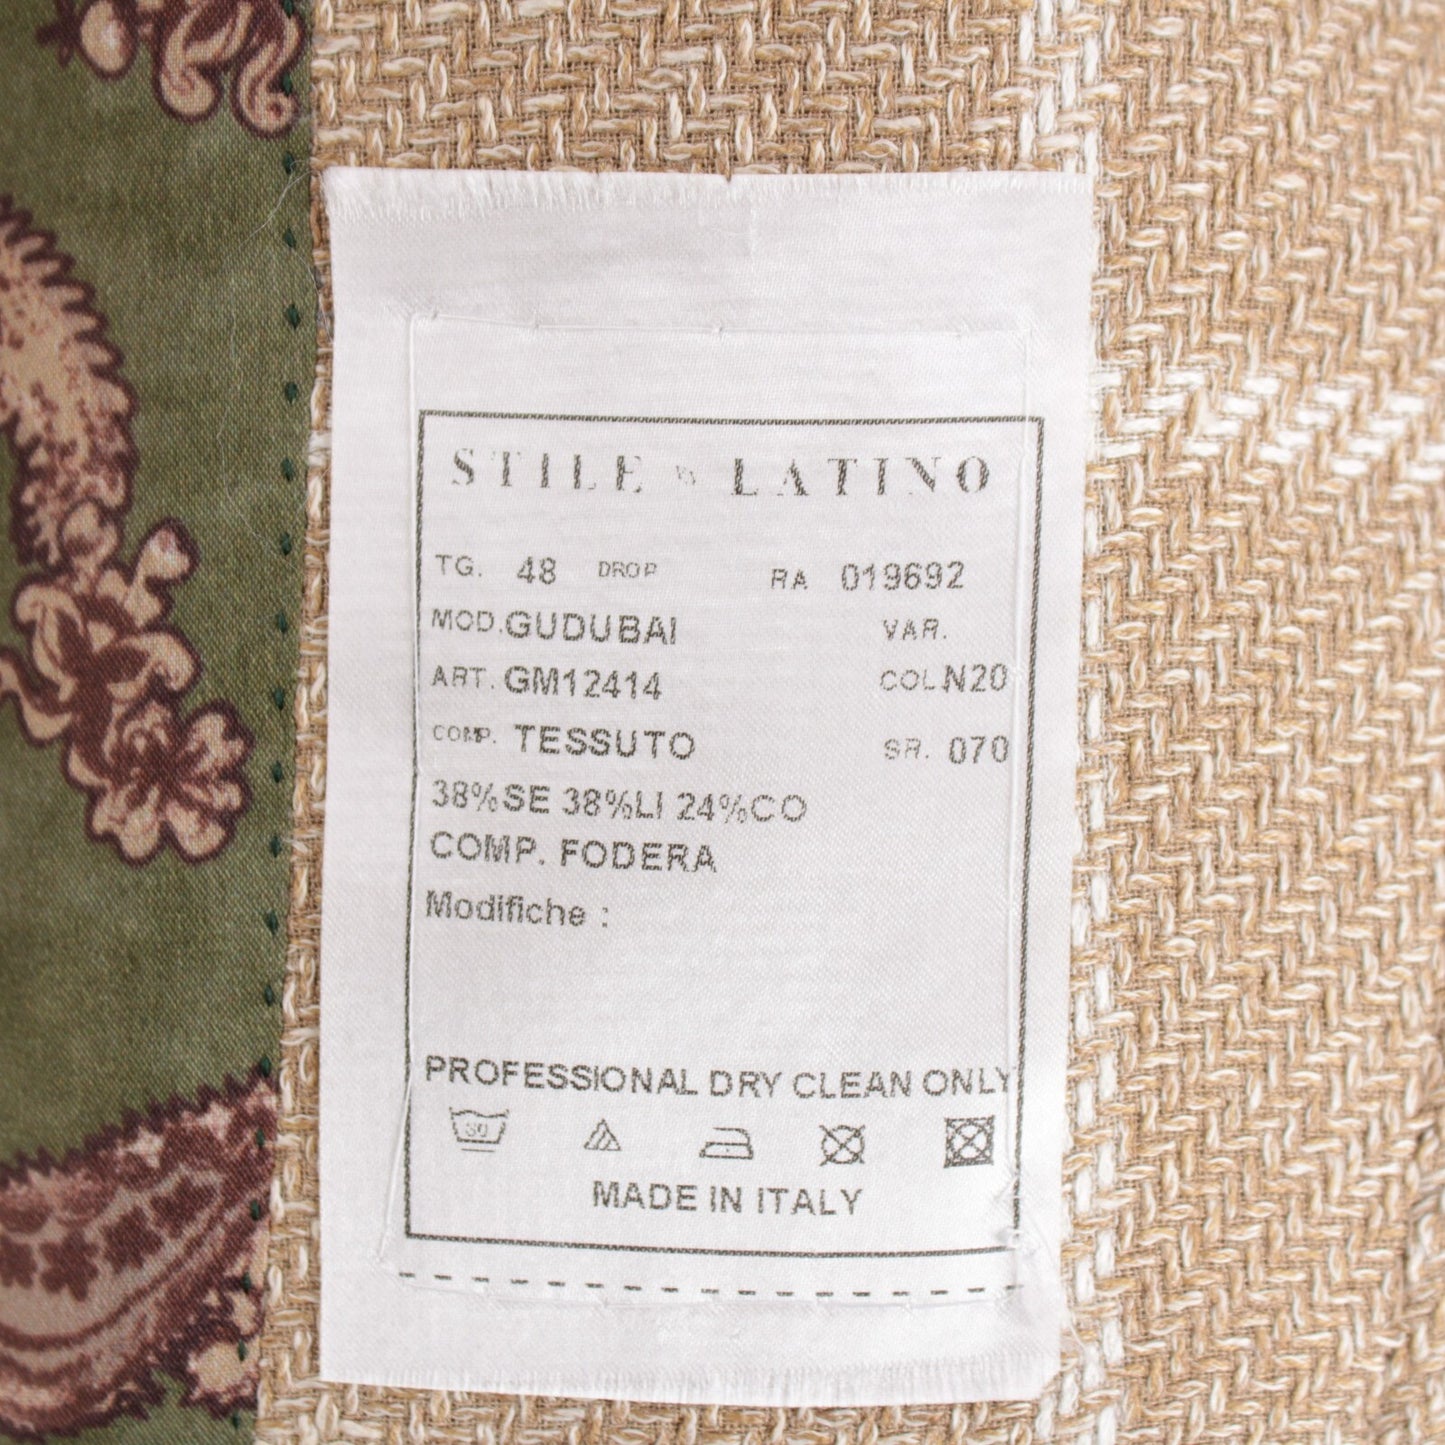 STILE LATINO
TG. 48 DROP RA 019692
MOD. GUDUBAI VAR.
ART. GM12414 COL. N20
COMP. TESSUTO SR. 070
38%SE 38%LI 24%CO
COMP. FODERA
Modifiche :
PROFESSIONAL DRY CLEAN ONLY
30
MADE IN ITALY